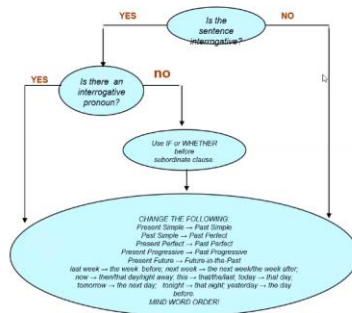 YES
NO
Is the
sentence
interrogative?
YES
no
Is there an
interrogative
pronoun?
Use IF or WHETHER
before
subordinate clause.
CHANGE THE FOLLOWING:
Present Simple → Past Simple
Past Simple → Past Perfect
Present Perfect → Past Perfect
Present Progressive → Past Progressive
Present Future → Future-in-the-Past
last week → the week before; next week → the next week/the week after;
now → then/that day/right away; this → that/the/last; today → that day;
tomorrow → the next day; tonight → that night; yesterday → the day
before.
MIND WORD ORDER!